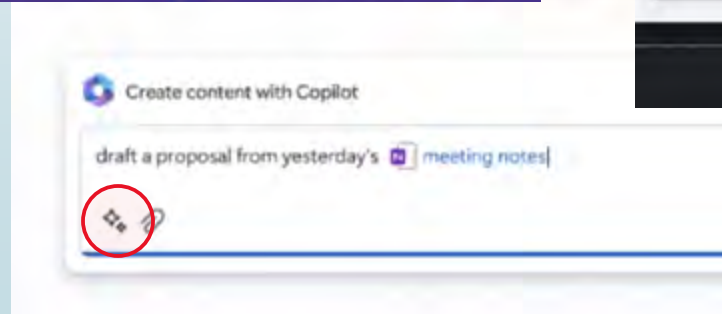 Create content with Copilot
draft a proposal from yesterday's meeting notes